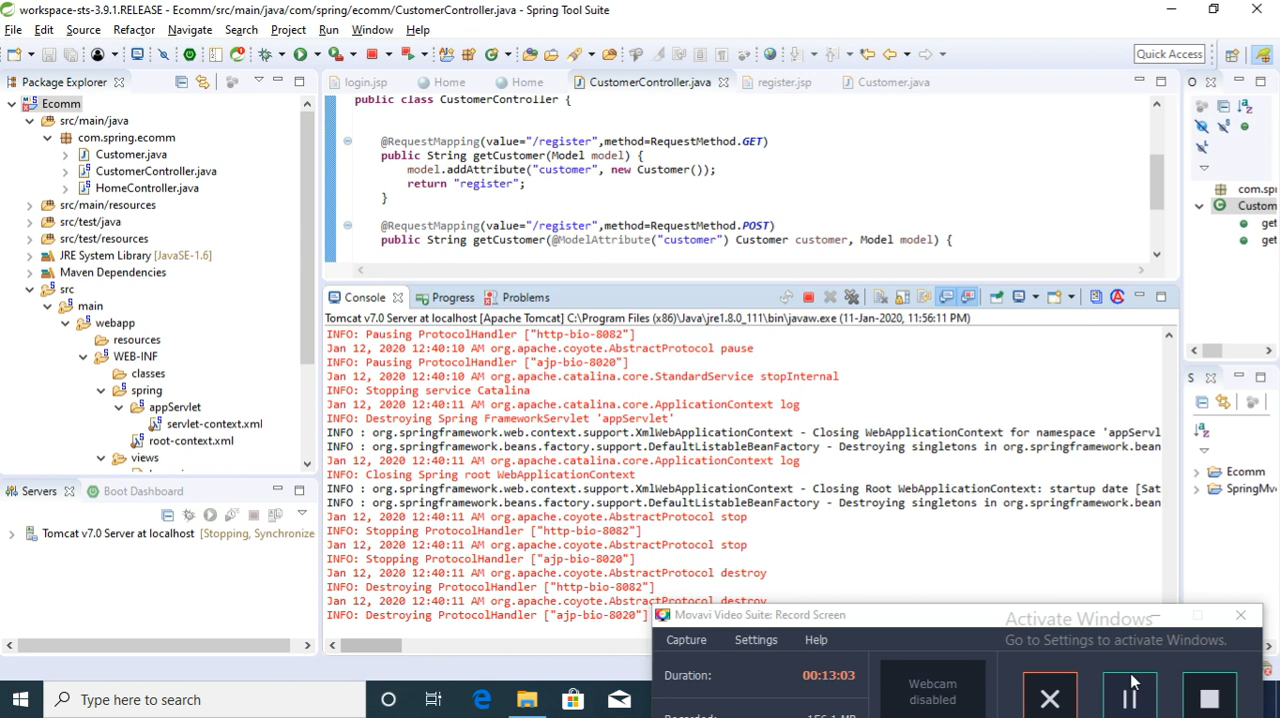 workspace-sts-3.9.1.RELEASE - Ecomm/src/main/java/com/spring/ecomm/CustomerController.java - Spring Tool Suite
File Edit Source Refactor Navigate Search Project Run Window Help
Quick Access
Package Explorer
login.jsp Home Home CustomerController.java register.jsp Customer.java
O
Ecomm
src/main/java
com.spring.ecomm
Customer.java
CustomerController.java
HomeController.java
src/main/resources
src/test/java
src/test/resources
JRE System Library [JavaSE-1.6]
Maven Dependencies
src
main
webapp
resources
WEB-INF
classes
spring
appServlet
servlet-context.xml
root-context.xml
views
public class CustomerController {
@RequestMapping(value="/register",method=RequestMethod.GET)
public String getCustomer(Model model) {
model.addAttribute("customer", new Customer());
return "register";
}
@RequestMapping(value="/register",method=RequestMethod.POST)
public String getCustomer(@ModelAttribute("customer") Customer customer, Model model) {
com.spi
Custom
get
get
Console Progress Problems
Tomcat v7.0 Server at localhost [Apache Tomcat] C:\Program Files (x86)\Java\jre1.8.0_111\bin\javaw.exe (11-Jan-2020, 11:56:11 PM)
INFO: Pausing ProtocolHandler ["http-bio-8082"]
Jan 12, 2020 12:40:10 AM org.apache.coyote.AbstractProtocol pause
INFO: Pausing ProtocolHandler ["ajp-bio-8020"]
Jan 12, 2020 12:40:10 AM org.apache.catalina.core.StandardService stopInternal
INFO: Stopping service Catalina
Jan 12, 2020 12:40:11 AM org.apache.catalina.core.ApplicationContext log
INFO: Destroying Spring FrameworkServlet 'appServlet'
INFO : org.springframework.web.context.support.XmlWebApplicationContext - Closing WebApplicationContext for namespace 'appServl
INFO : org.springframework.beans.factory.support.DefaultListableBeanFactory - Destroying singletons in org.springframework.bean
Jan 12, 2020 12:40:11 AM org.apache.catalina.core.ApplicationContext log
INFO: Closing Spring root WebApplicationContext
INFO : org.springframework.web.context.support.XmlWebApplicationContext - Closing Root WebApplicationContext: startup date [Sat
INFO : org.springframework.beans.factory.support.DefaultListableBeanFactory - Destroying singletons in org.springframework.bean
Jan 12, 2020 12:40:11 AM org.apache.coyote.AbstractProtocol stop
INFO: Stopping ProtocolHandler ["http-bio-8082"]
Jan 12, 2020 12:40:11 AM org.apache.coyote.AbstractProtocol stop
INFO: Stopping ProtocolHandler ["ajp-bio-8020"]
Jan 12, 2020 12:40:11 AM org.apache.coyote.AbstractProtocol destroy
INFO: Destroying ProtocolHandler ["http-bio-8082"]
Jan 12, 2020 12:40:11 AM org.apache.coyote.AbstractProtocol destroy
INFO: Destroying ProtocolHandler ["ajp-bio-8020"]
S
Ecomm
SpringMv
Servers Boot Dashboard
Tomcat v7.0 Server at localhost [Stopping, Synchronize
Movavi Video Suite: Record Screen
Capture Settings Help
Duration: 00:13:03
Webcam
disabled
Activate Windows
Go to Settings to activate Windows.
Type here to search